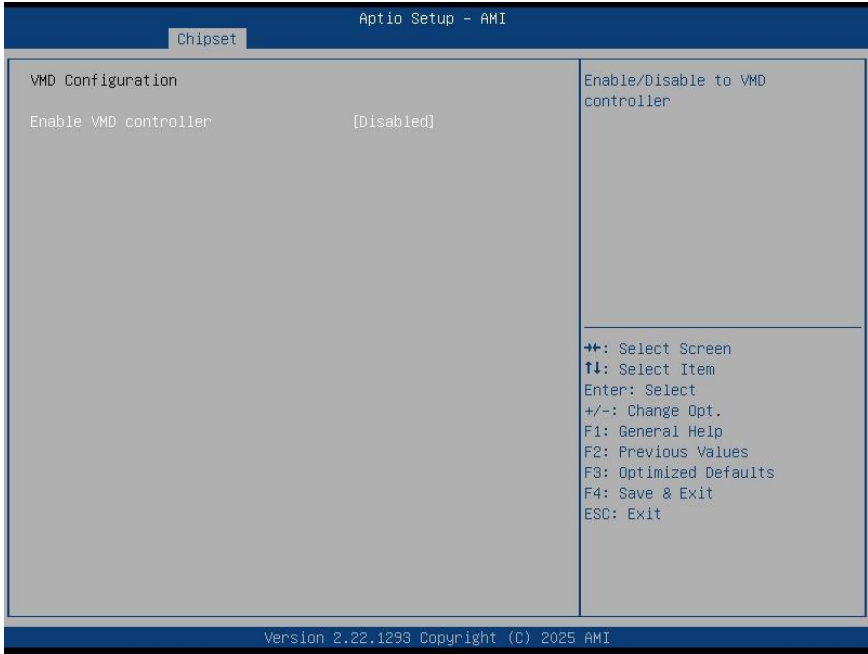 Aptio Setup – AMI
Chipset
VMD Configuration
Enable VMD controller [Disabled]
Enable/Disable to VMD
controller
→←: Select Screen
↑↓: Select Item
Enter: Select
+/-: Change Opt.
F1: General Help
F2: Previous Values
F3: Optimized Defaults
F4: Save & Exit
ESC: Exit
Version 2.22.1293 Copyright (C) 2025 AMI